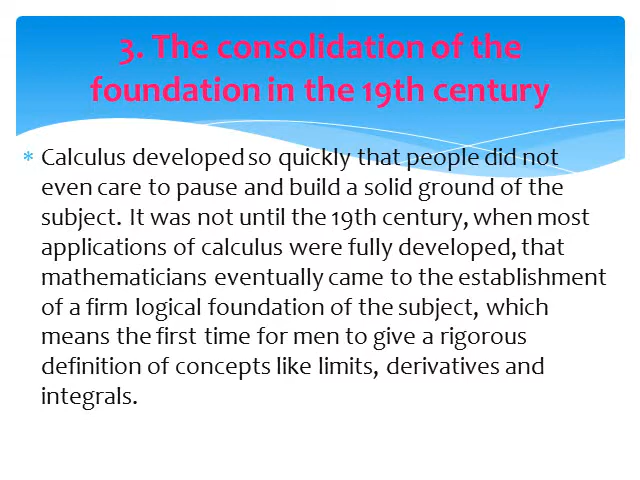 3. The consolidation of the
foundation in the 19th century
Calculus developed so quickly that people did not
even care to pause and build a solid ground of the
subject. It was not until the 19th century, when most
applications of calculus were fully developed, that
mathematicians eventually came to the establishment
of a firm logical foundation of the subject, which
means the first time for men to give a rigorous
definition of concepts like limits, derivatives and
integrals.